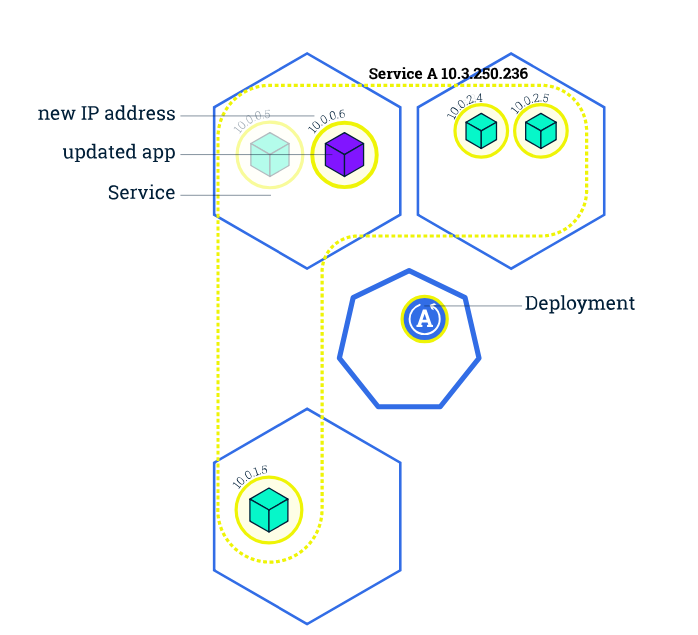 Service A 10.3.250.236
new IP address
10.0.0.5
10.0.0.6
10.0.2.4
10.0.2.5
updated app
Service
A
Deployment
10.0.1.5